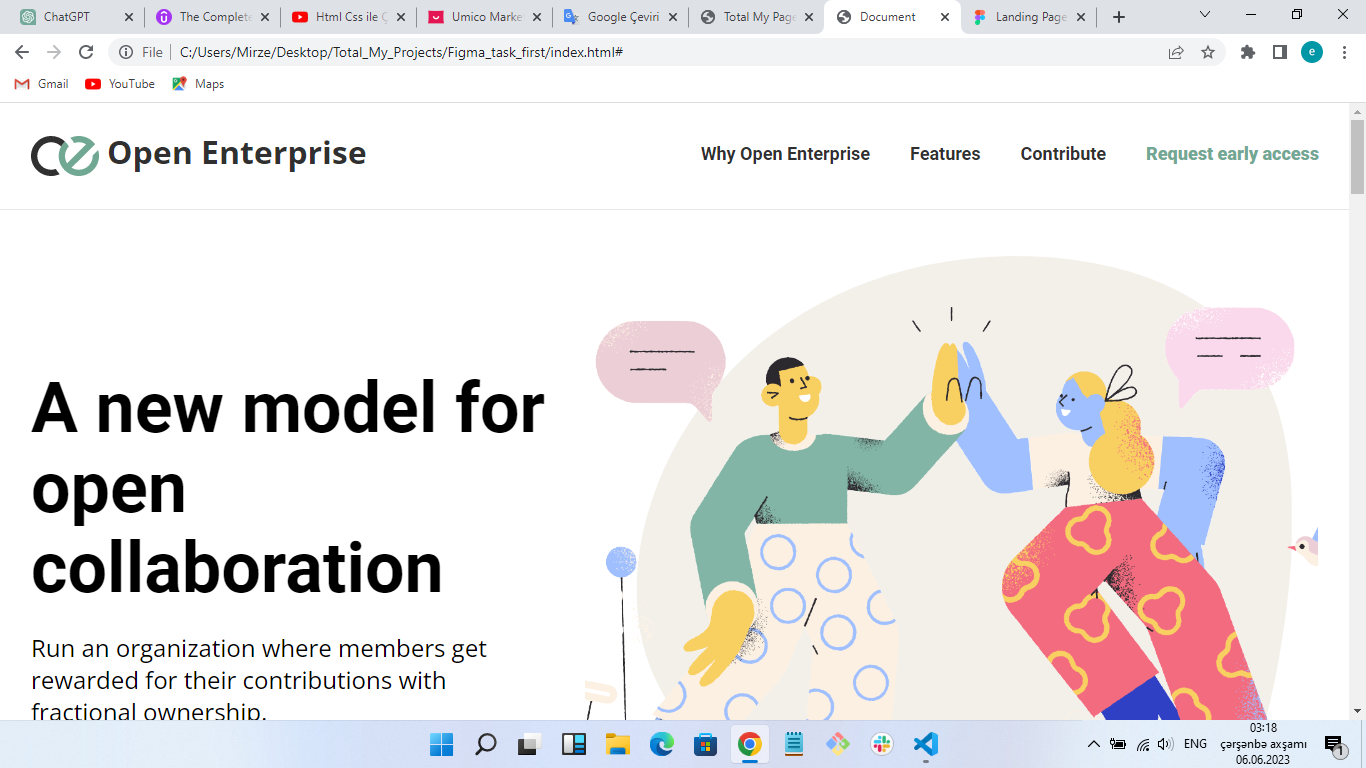 ChatGPT
The Complete
Html Css ile
Umico Marke
Google Çeviri
Total My Page
Document
Landing Page
File
C:/Users/Mirze/Desktop/Total_My_Projects/Figma_task_first/index.html#
e
Gmail
YouTube
Maps
Open Enterprise
Why Open Enterprise
Features
Contribute
Request early access
A new model for
open
collaboration
Run an organization where members get
rewarded for their contributions with
fractional ownership.
ENG
03:18
çərşənbə axşamı
06.06.2023
1